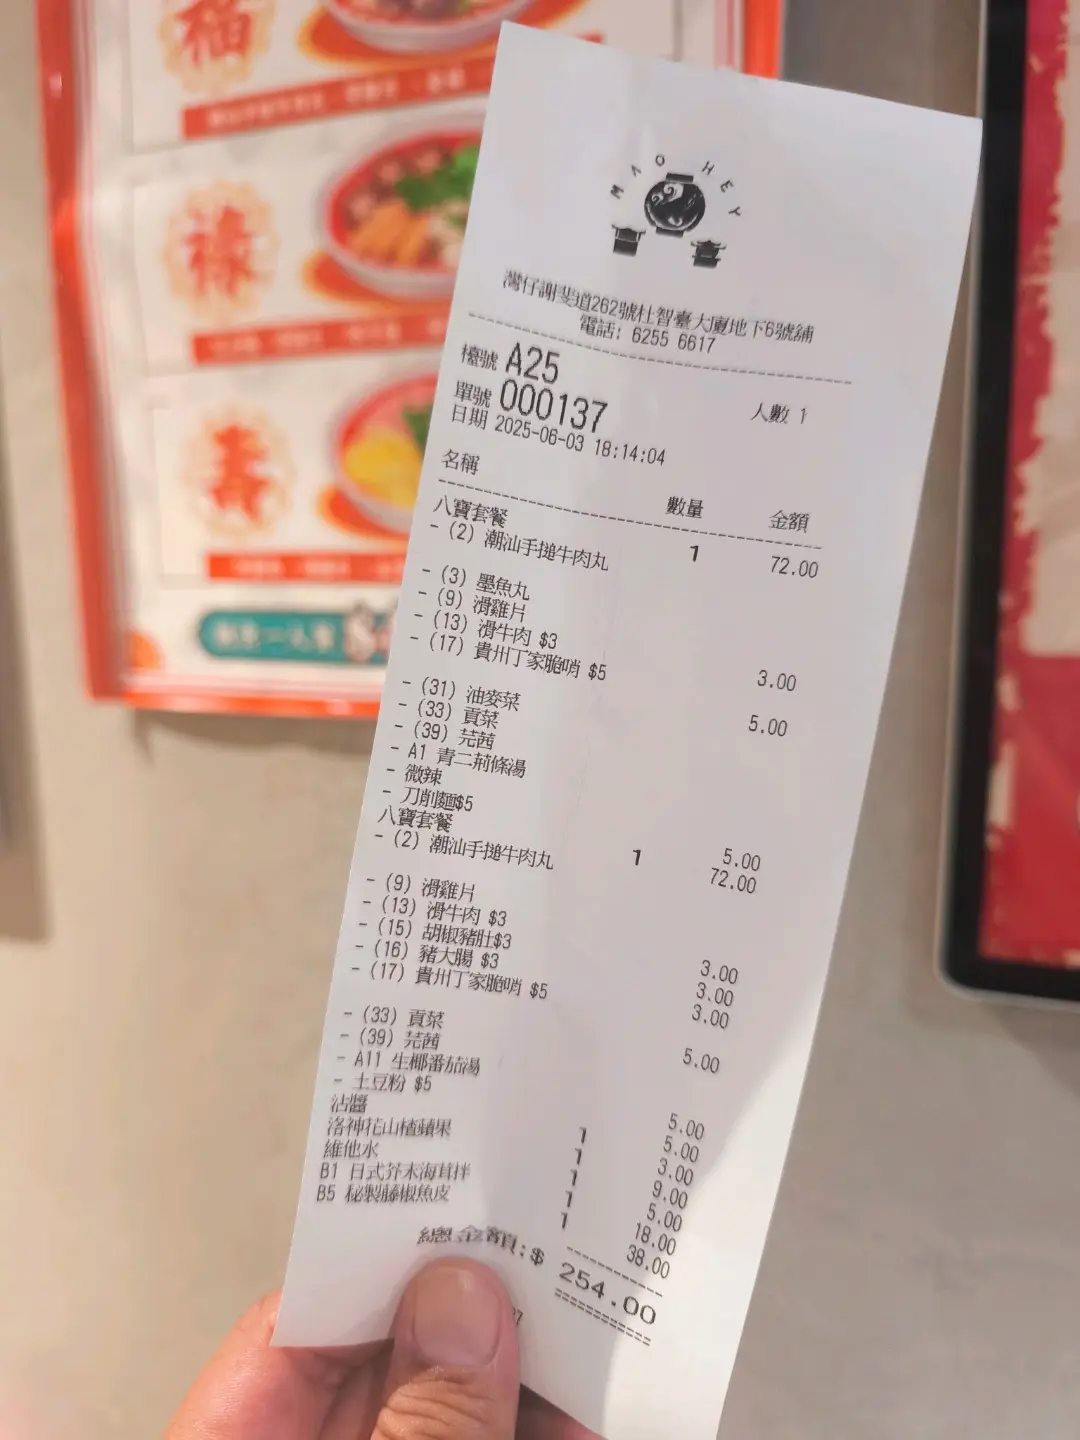 福
祿
壽
MAO HEY
冒 喜
灣仔謝斐道262號杜智臺大廈地下6號舖
電話: 6255 6617
檯號 A25
單號 000137 人數 1
日期 2025-06-03 18:14:04
名稱 數量 金額
八寶套餐 1 72.00
- (2) 潮汕手搥牛肉丸
- (3) 墨魚丸
- (9) 滑雞片
- (13) 滑牛肉 $3 3.00
- (17) 貴州丁家脆哨 $5 5.00
- (31) 油麥菜
- (33) 貢菜
- (39) 芫茜
- A1 青二荊條湯
- 微辣
- 刀削麵$5 5.00
八寶套餐 1 72.00
- (2) 潮汕手搥牛肉丸
- (9) 滑雞片
- (13) 滑牛肉 $3 3.00
- (15) 胡椒豬肚$3 3.00
- (16) 豬大腸 $3 3.00
- (17) 貴州丁家脆哨 $5 5.00
- (33) 貢菜
- (39) 芫茜
- A11 生椰番茄湯 5.00
- 土豆粉 $5 5.00
沾醬 1 3.00
洛神花山楂蘋果 1 9.00
維他水 1 5.00
B1 日式芥末海茸拌 1 18.00
B5 秘製藤椒魚皮 1 38.00
總金額:$ 254.00